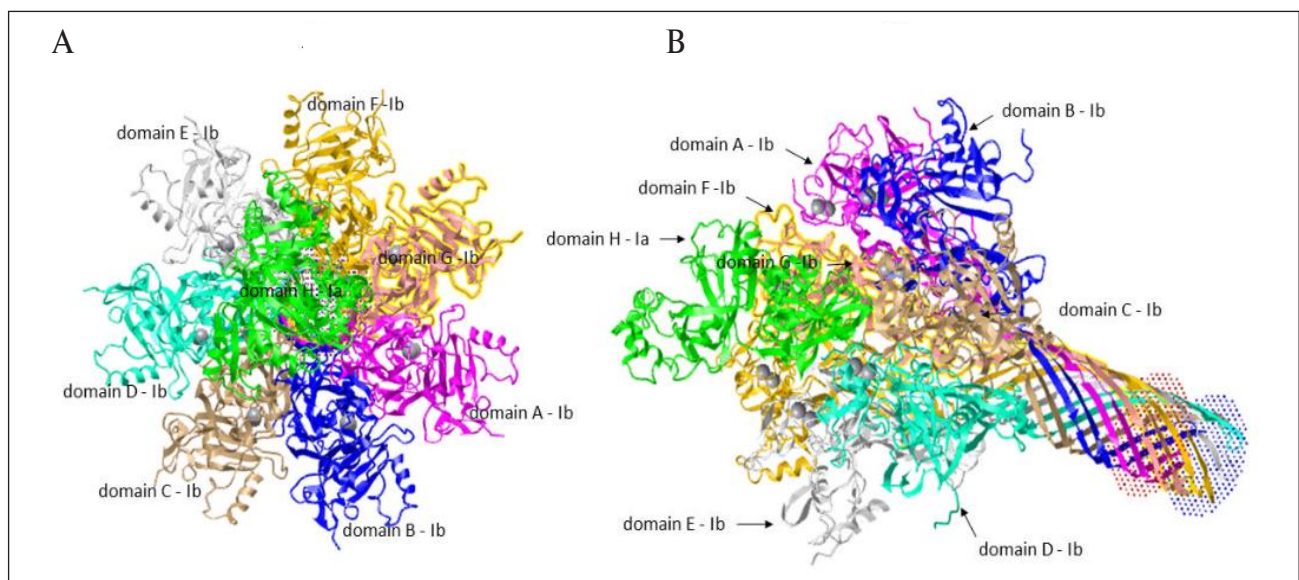 A
B
domain F - Ib
domain E - Ib
domain G - Ib
domain H - Ia
domain D - Ib
domain A - Ib
domain C - Ib
domain B - Ib
domain B - Ib
domain A - Ib
domain F - Ib
domain H - Ia
domain G - Ib
domain C - Ib
domain E - Ib
domain D - Ib